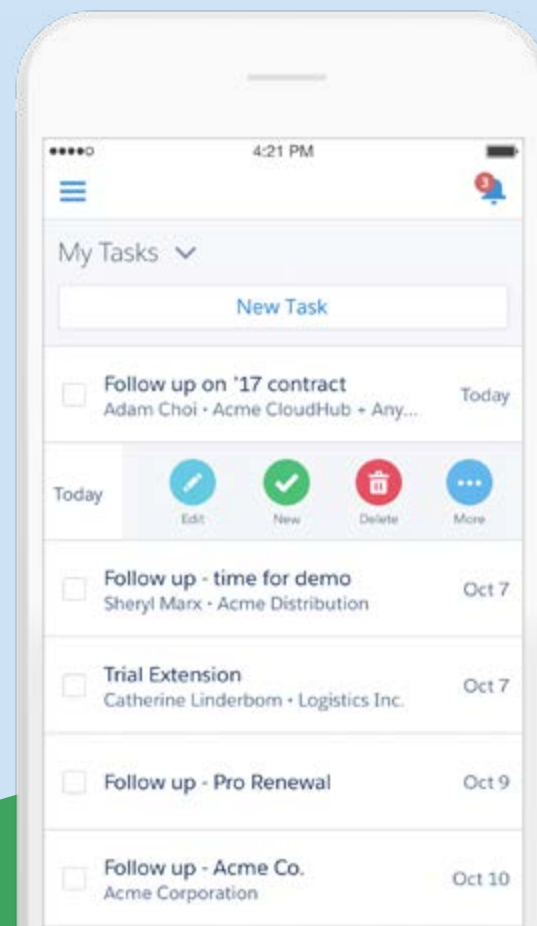 4:21 PM
3
My Tasks
New Task
Follow up on '17 contract
Today
Adam Choi • Acme CloudHub + Any...
Today
Edit
New
Delete
More
Follow up - time for demo
Oct 7
Sheryl Marx • Acme Distribution
Trial Extension
Oct 7
Catherine Linderbom • Logistics Inc.
Follow up - Pro Renewal
Oct 9
Follow up - Acme Co.
Oct 10
Acme Corporation